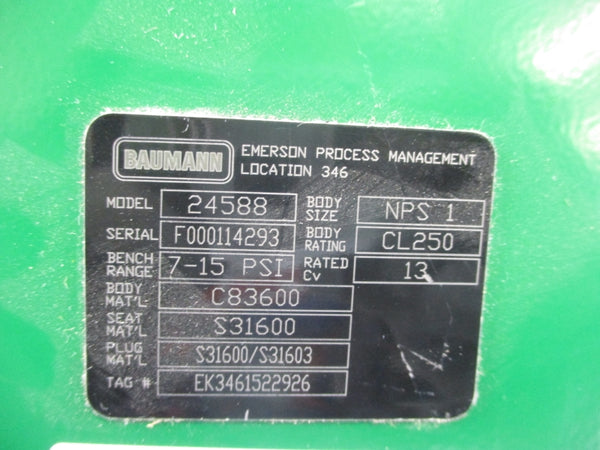 BAUMANN EMERSON PROCESS MANAGEMENT
LOCATION 346
MODEL 24588 BODY SIZE NPS 1
SERIAL F000114293 BODY RATING CL250
BENCH RANGE 7-15 PSI RATED Cv 13
BODY MAT'L: C83600
SEAT MAT'L S31600
PLUG MAT'L S31600/S31603
TAG # EK3461522926